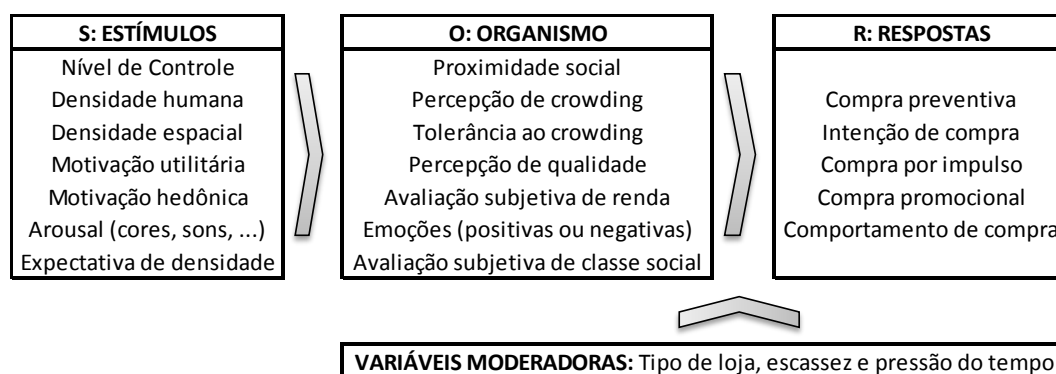 S: ESTÍMULOS
Nível de Controle
Densidade humana
Densidade espacial
Motivação utilitária
Motivação hedônica
Arousal (cores, sons, ...)
Expectativa de densidade
O: ORGANISMO
Proximidade social
Percepção de crowding
Tolerância ao crowding
Percepção de qualidade
Avaliação subjetiva de renda
Emoções (positivas ou negativas)
Avaliação subjetiva de classe social
R: RESPOSTAS
Compra preventiva
Intenção de compra
Compra por impulso
Compra promocional
Comportamento de compra
VARIÁVEIS MODERADORAS: Tipo de loja, escassez e pressão do tempo